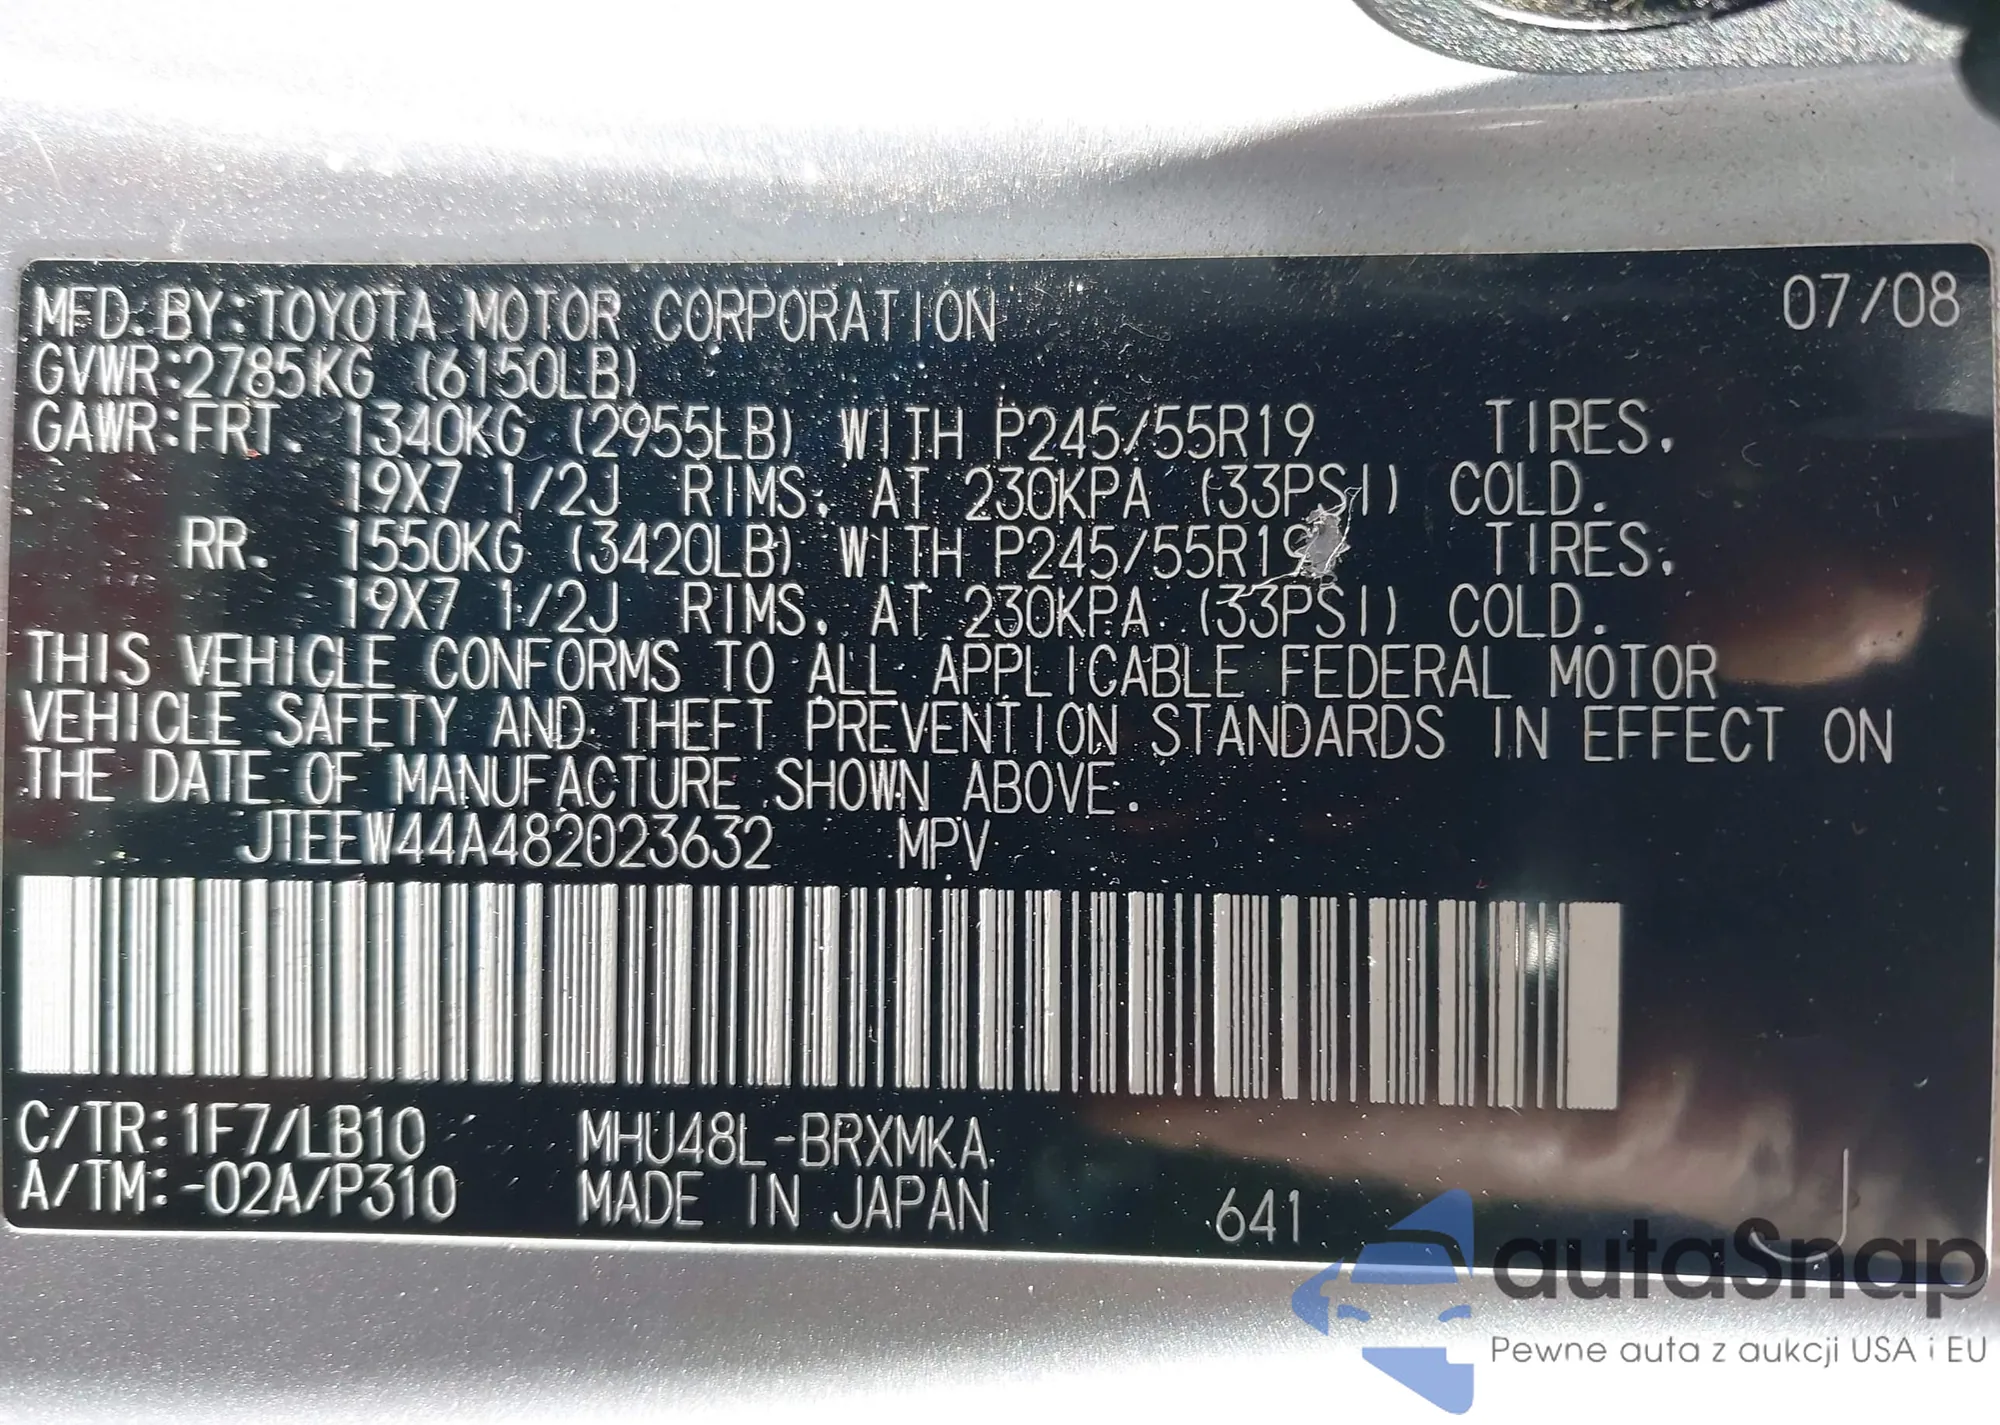 MFD. BY: TOYOTA MOTOR CORPORATION 07/08
GVWR:2785KG (6150LB)
GAWR:FRT. 1340KG (2955LB) WITH P245/55R19 TIRES,
19X7 1/2J RIMS, AT 230KPA (33PSI) COLD.
RR. 1550KG (3420LB) WITH P245/55R19 TIRES,
19X7 1/2J RIMS, AT 230KPA (33PSI) COLD.
THIS VEHICLE CONFORMS TO ALL APPLICABLE FEDERAL MOTOR
VEHICLE SAFETY AND THEFT PREVENTION STANDARDS IN EFFECT ON
THE DATE OF MANUFACTURE SHOWN ABOVE.
JTEEW44A482023632 MPV
C/TR:1F7/LB10 MHU48L-BRXMKA
A/TM:-02A/P310 MADE IN JAPAN 641 J
autaSnap
Pewne auta z aukcji USA i EU